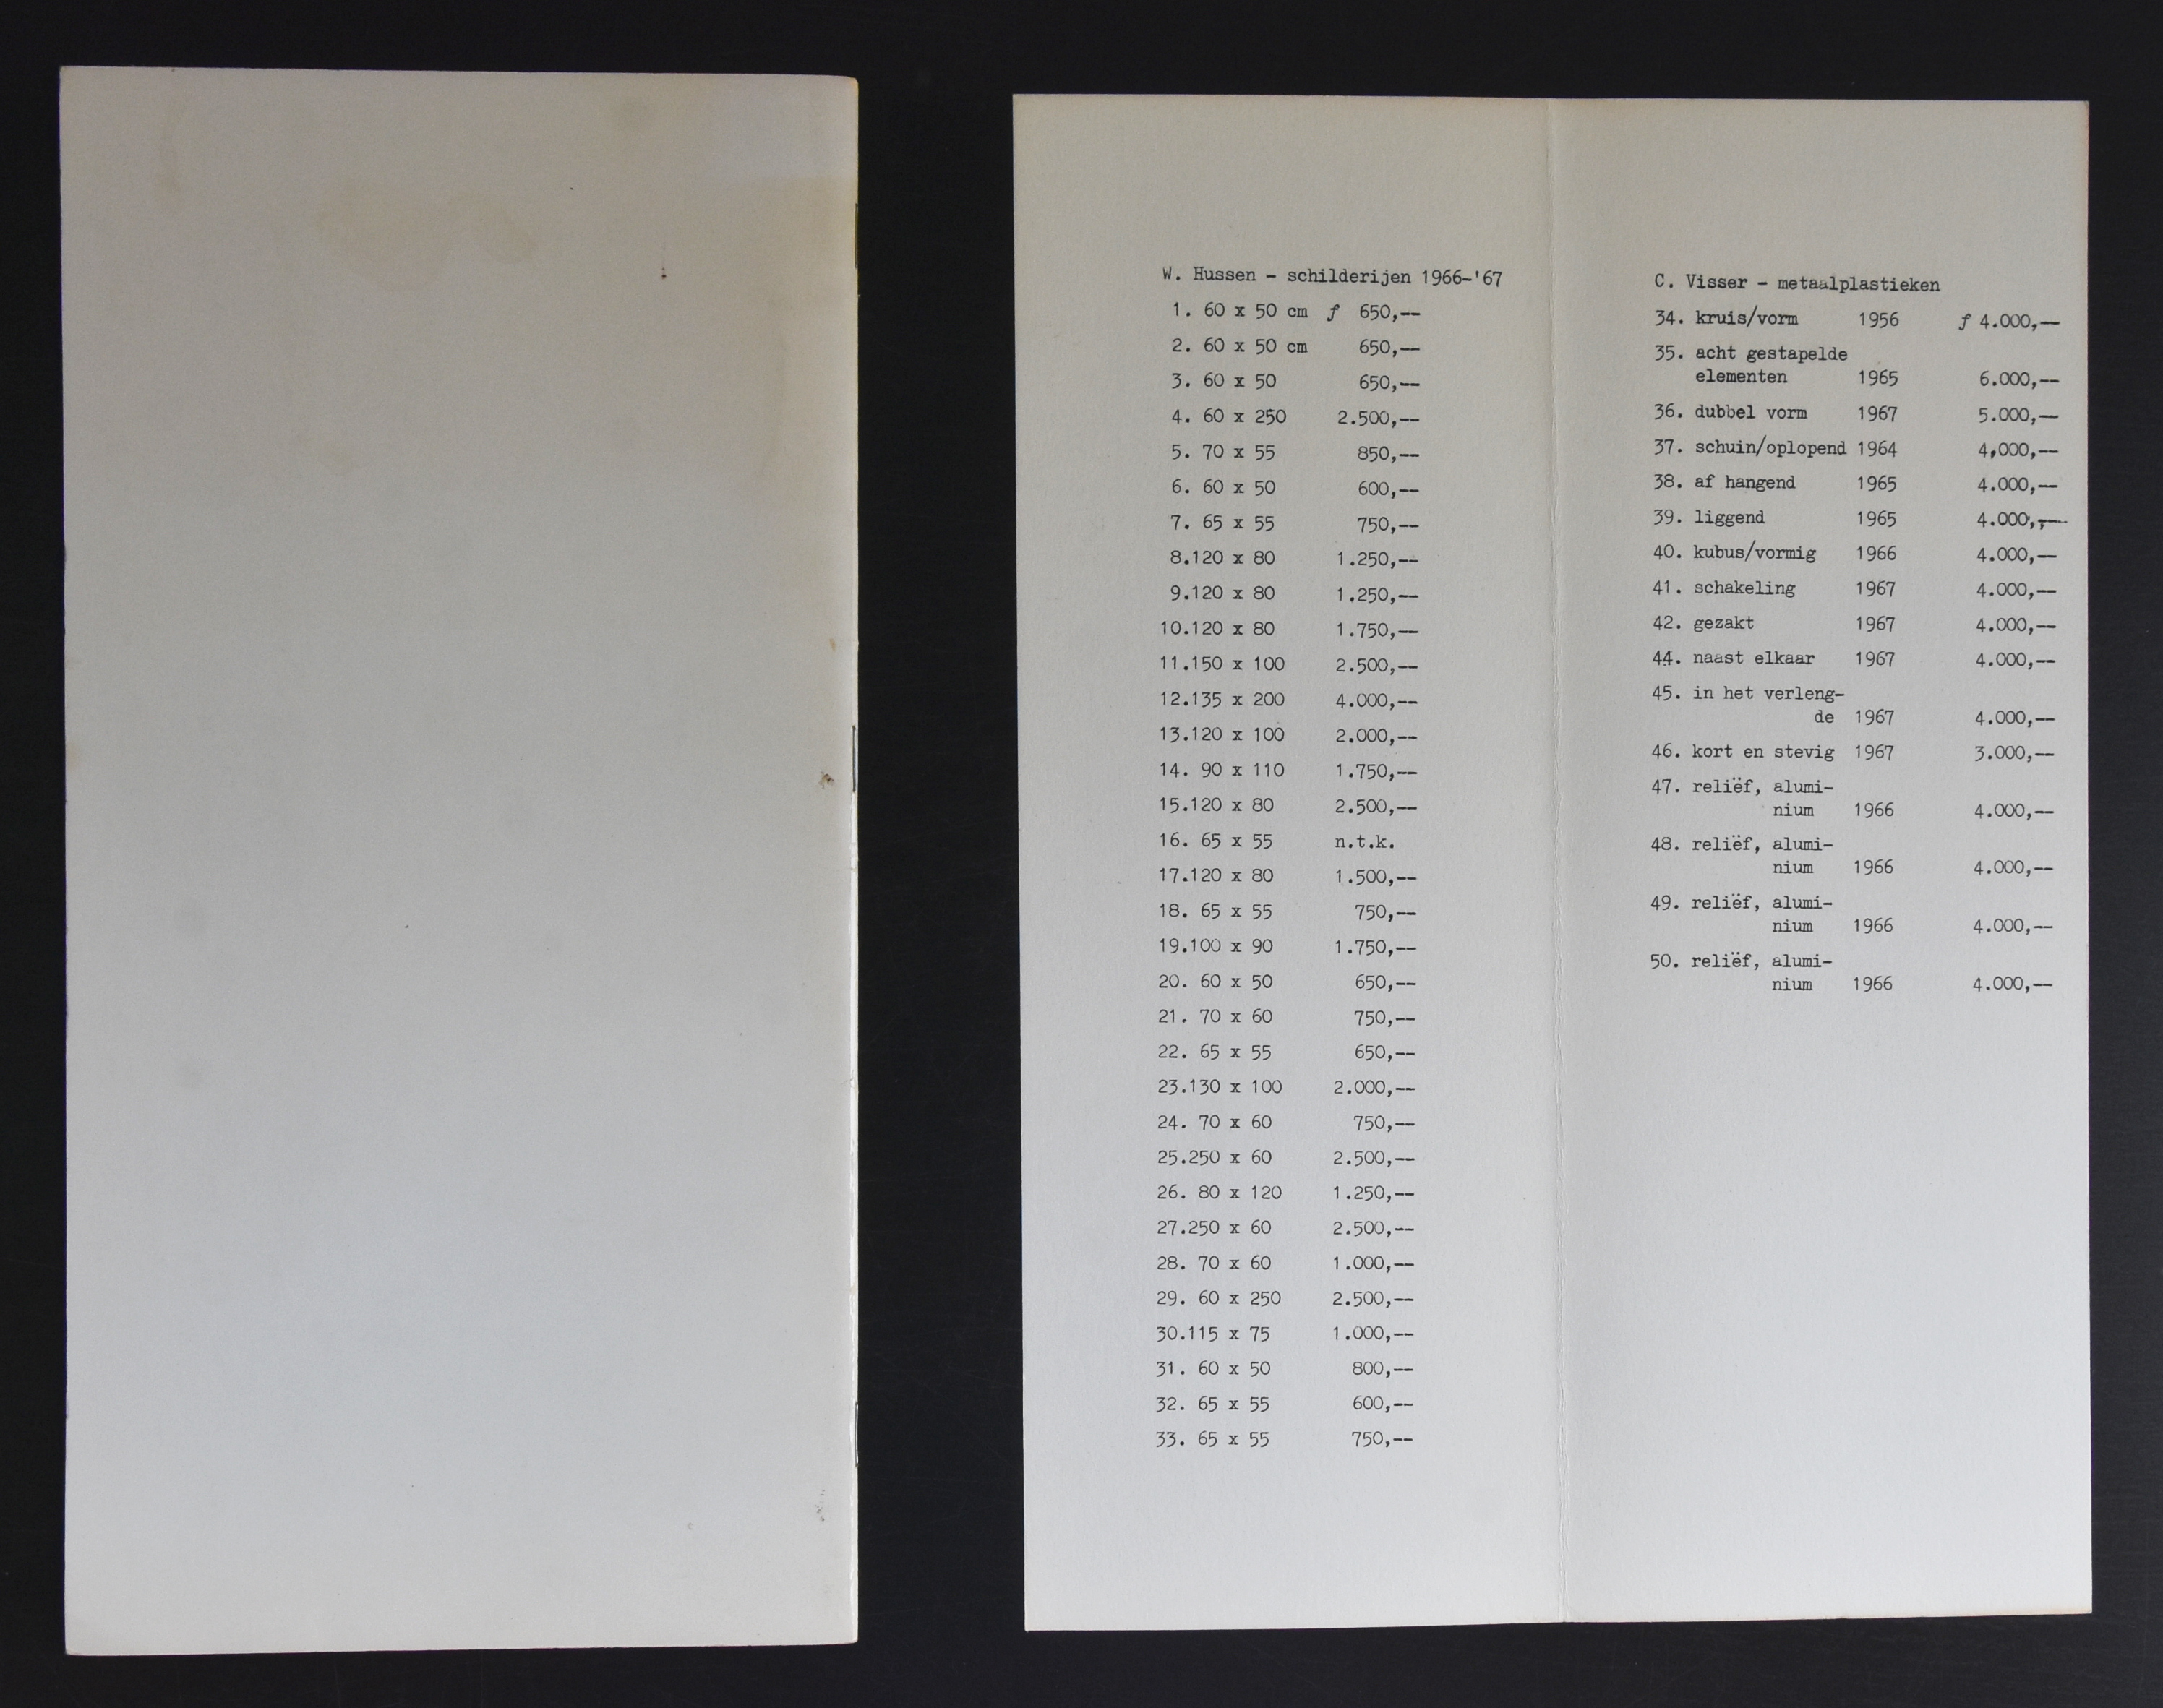 W. Hussen - schilderijen 1966-'67
1. 60 x 50 cm ƒ 650,--
2. 60 x 50 cm 650,--
3. 60 x 50 650,--
4. 60 x 250 2.500,--
5. 70 x 55 850,--
6. 60 x 50 600,--
7. 65 x 55 750,--
8.120 x 80 1.250,--
9.120 x 80 1.250,--
10.120 x 80 1.750,--
11.150 x 100 2.500,--
12.135 x 200 4.000,--
13.120 x 100 2.000,--
14. 90 x 110 1.750,--
15.120 x 80 2.500,--
16. 65 x 55 n.t.k.
17.120 x 80 1.500,--
18. 65 x 55 750,--
19.100 x 90 1.750,--
20. 60 x 50 650,--
21. 70 x 60 750,--
22. 65 x 55 650,--
23.130 x 100 2.000,--
24. 70 x 60 750,--
25.250 x 60 2.500,--
26. 80 x 120 1.250,--
27.250 x 60 2.500,--
28. 70 x 60 1.000,--
29. 60 x 250 2.500,--
30.115 x 75 1.000,--
31. 60 x 50 800,--
32. 65 x 55 600,--
33. 65 x 55 750,--
C. Visser - metaalplastieken
34. kruis/vorm 1956 ƒ 4.000,--
35. acht gestapelde
elementen 1965 6.000,--
36. dubbel vorm 1967 5.000,--
37. schuin/oplopend 1964 4,000,--
38. af hangend 1965 4.000,--
39. liggend 1965 4.000,,--
40. kubus/vormig 1966 4.000,--
41. schakeling 1967 4.000,--
42. gezakt 1967 4.000,--
44. naast elkaar 1967 4.000,--
45. in het verleng-
de 1967 4.000,--
46. kort en stevig 1967 3.000,--
47. reliëf, alumi-
nium 1966 4.000,--
48. reliëf, alumi-
nium 1966 4.000,--
49. reliëf, alumi-
nium 1966 4.000,--
50. reliëf, alumi-
nium 1966 4.000,--